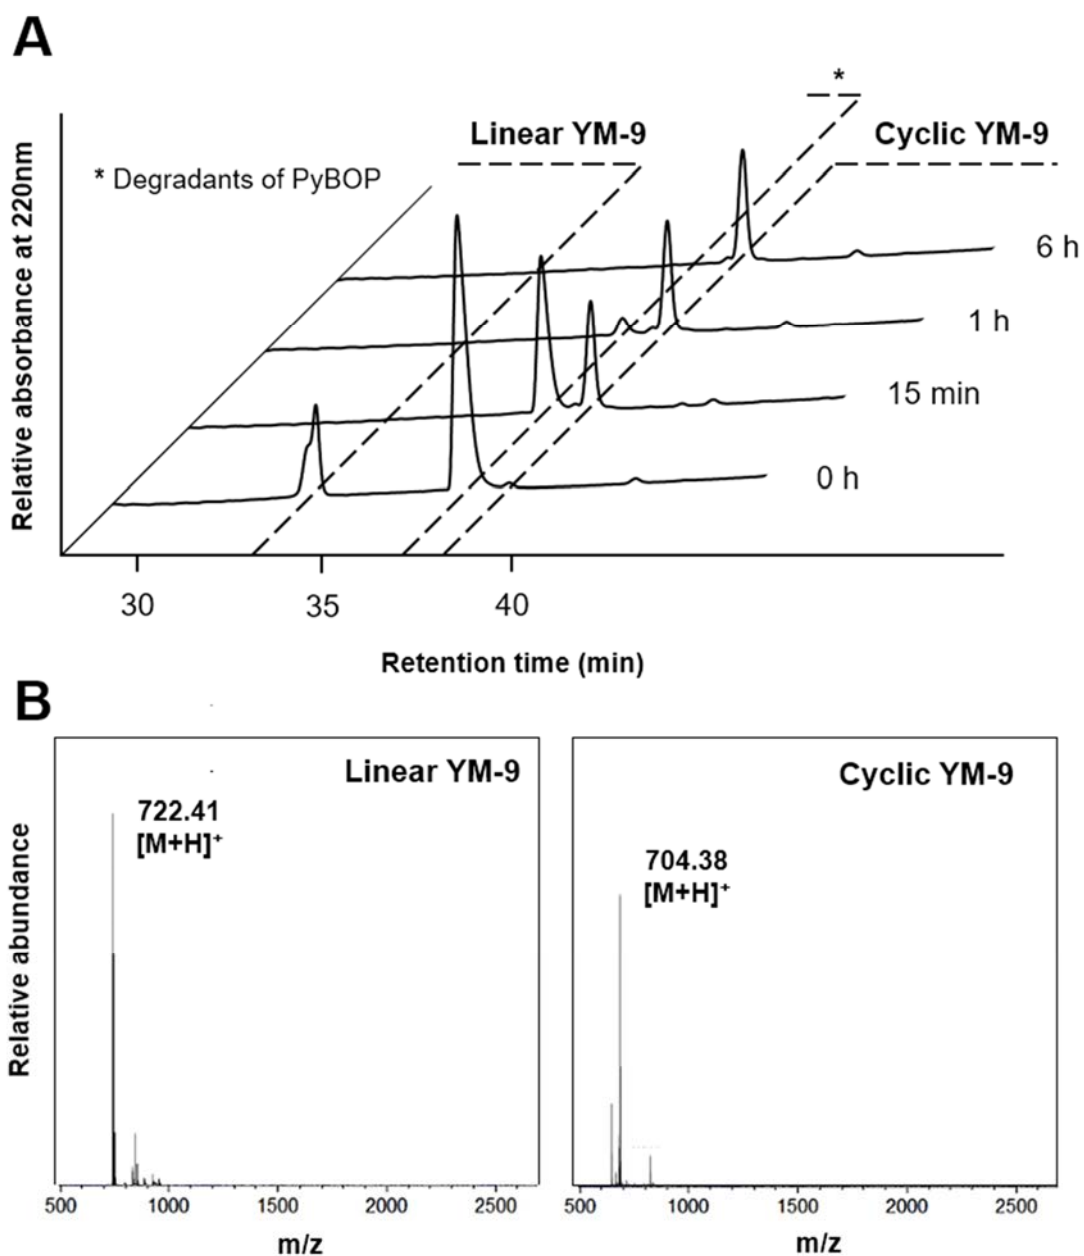 A
*
Linear YM-9
Cyclic YM-9
* Degradants of PyBOP
Relative absorbance at 220nm
6 h
1 h
15 min
0 h
30 35 40
Retention time (min)
B
Linear YM-9
722.41
[M+H]⁺
Cyclic YM-9
704.38
[M+H]⁺
Relative abundance
500 1000 1500 2000 2500
500 1000 1500 2000 2500
m/z
m/z